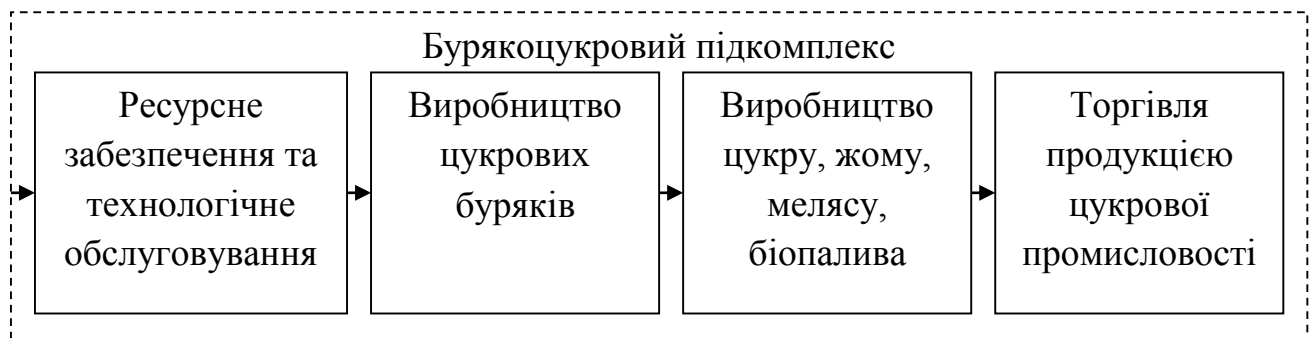 Бурякоцукровий підкомплекс
Ресурсне
забезпечення та
технологічне
обслуговування
Виробництво
цукрових
буряків
Виробництво
цукру, жому,
мелясу,
біопалива
Торгівля
продукцією
цукрової
промисловості